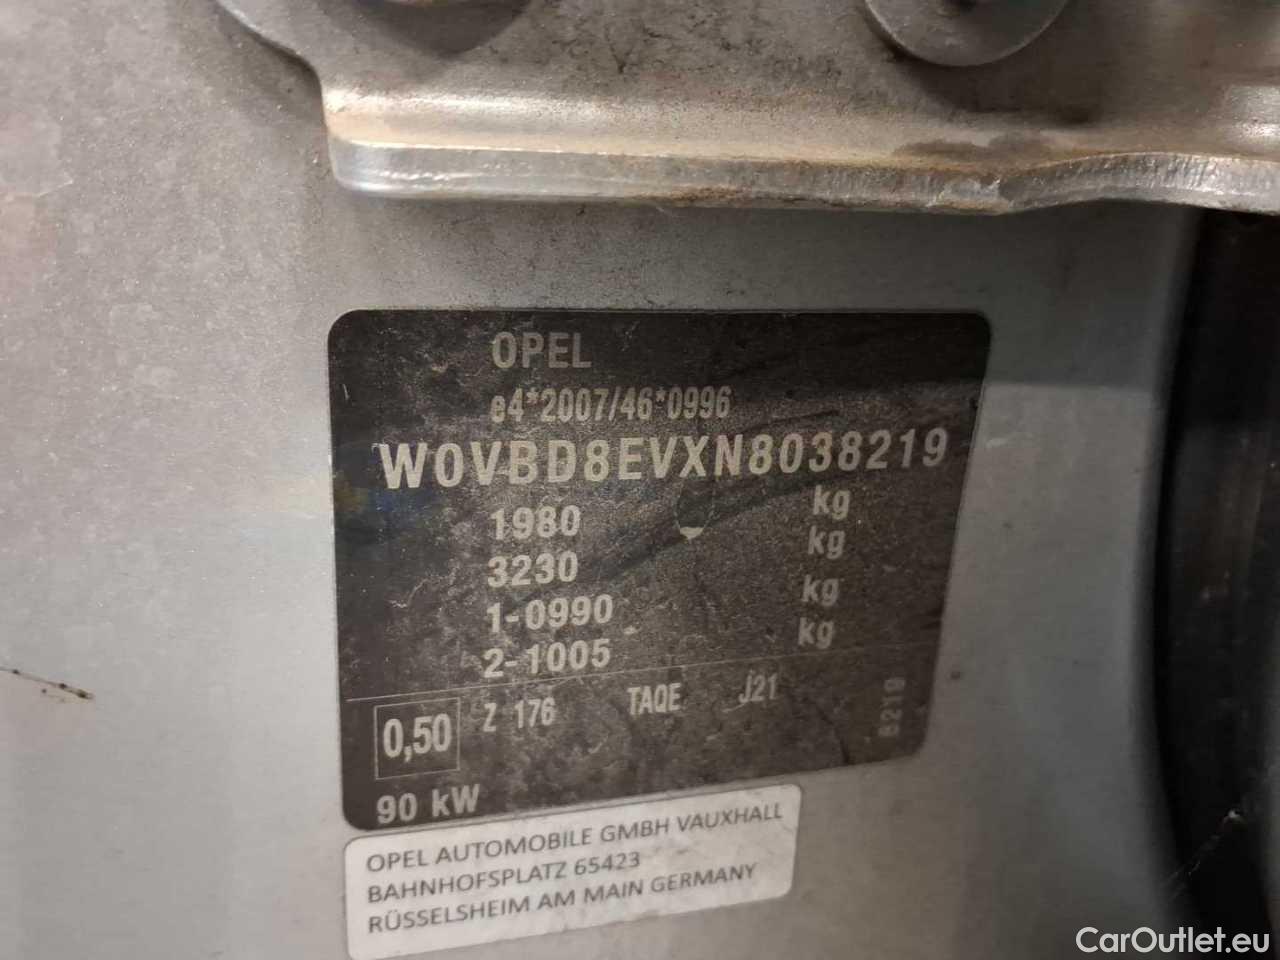 OPEL
e4*2007/46*0996
W0VBD8EVXN8038219
1980 kg
3230 kg
1-0990 kg
2-1005 kg
0,50 Z 176 TAQE J21 8219
90 kW
OPEL AUTOMOBILE GMBH VAUXHALL
BAHNHOFSPLATZ 65423
RÜSSELSHEIM AM MAIN GERMANY
CarOutlet.eu